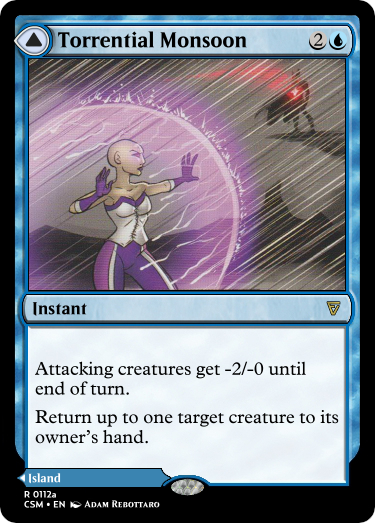 Torrential Monsoon 2
Instant
Attacking creatures get -2/-0 until
end of turn.
Return up to one target creature to its
owner's hand.
Island
R 0112a
CSM • EN Adam Rebottaro